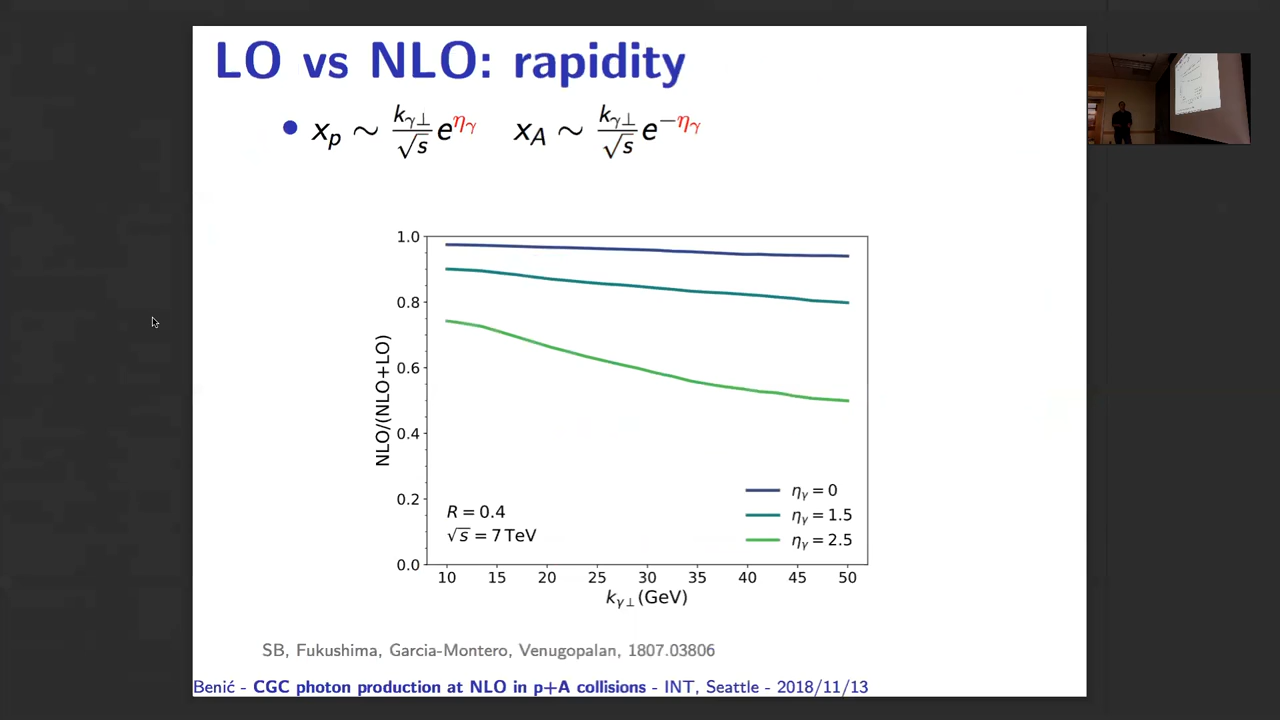 LO vs NLO: rapidity
• x_p ∼ k_γ⊥/√s e^η_γ x_A ∼ k_γ⊥/√s e^−η_γ
NLO/(NLO+LO)
1.0
0.8
0.6
0.4
0.2
0.0
R = 0.4
√s = 7 TeV
η_γ = 0
η_γ = 1.5
η_γ = 2.5
10 15 20 25 30 35 40 45 50
k_γ⊥(GeV)
SB, Fukushima, Garcia-Montero, Venugopalan, 1807.03806
Benić - CGC photon production at NLO in p+A collisions - INT, Seattle - 2018/11/13